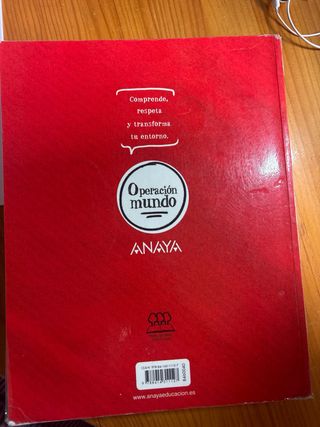 Comprende,
respeta
y transforma
tu entorno.
Operación
mundo
ANAYA
www.anayaeducacion.es